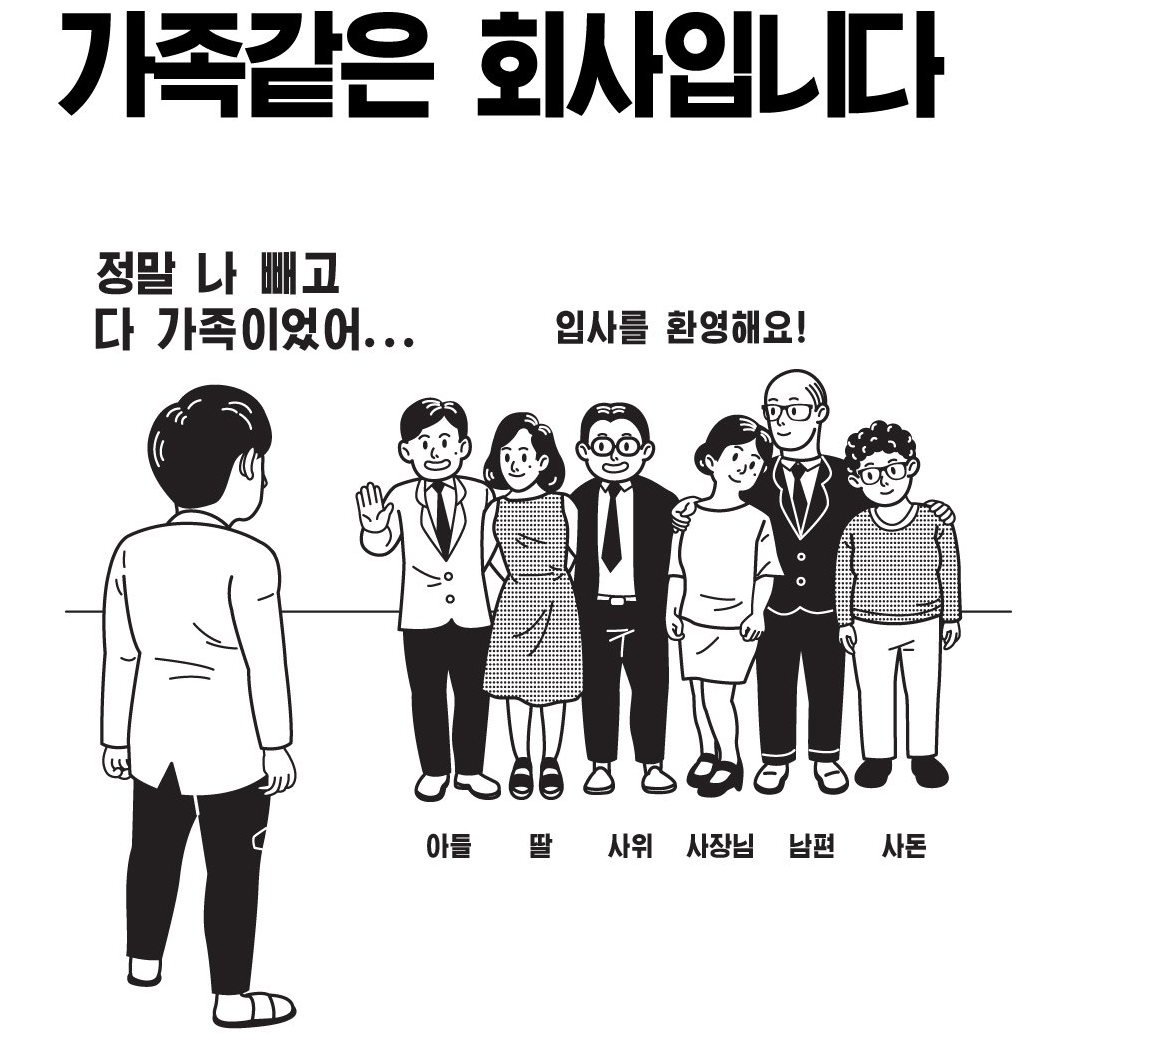 가족같은 회사입니다
정말 나 빼고
다 가족이었어...
입사를 환영해요!
아들 딸 사위 사장님 남편 사돈